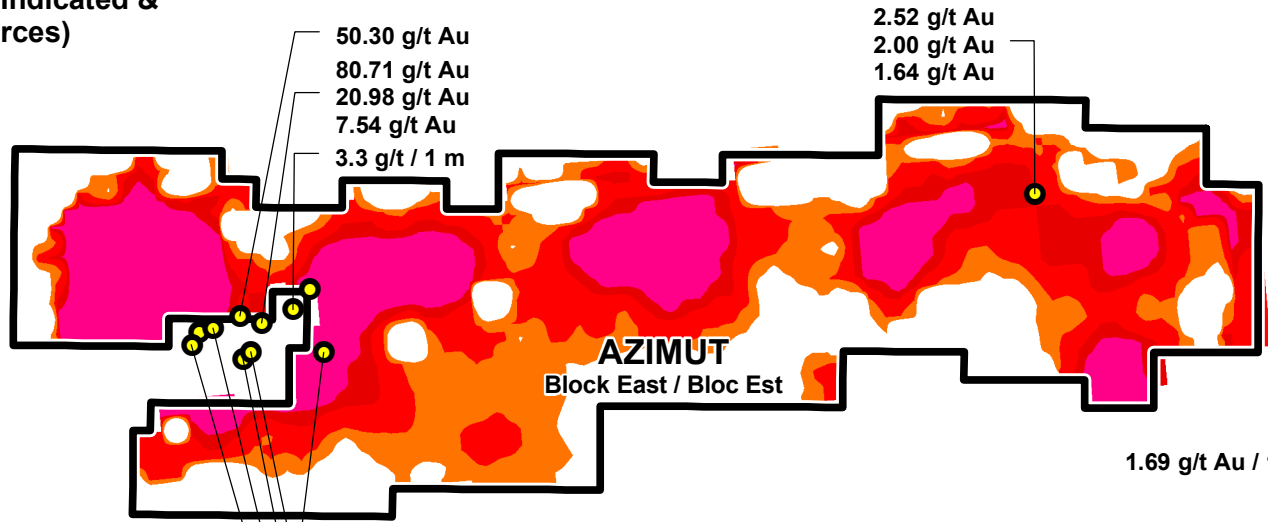 Indicated &
rces)
50.30 g/t Au
80.71 g/t Au
20.98 g/t Au
7.54 g/t Au
3.3 g/t / 1 m
2.52 g/t Au
2.00 g/t Au
1.64 g/t Au
AZIMUT
Block East / Bloc Est
1.69 g/t Au /